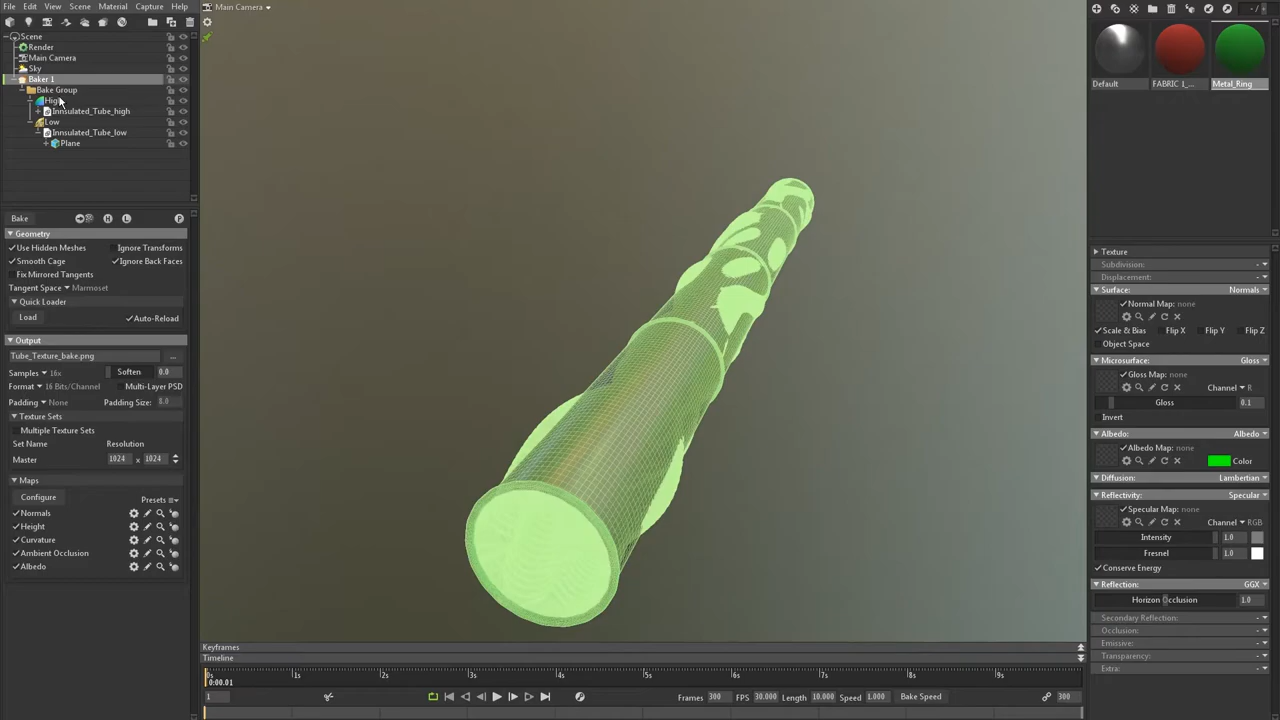 File Edit View Scene Material Capture Help
Main Camera
- /
Scene
Render
Main Camera
Sky
Baker 1
Bake Group
High
Innsulated_Tube_high
Low
Innsulated_Tube_low
Plane
Default FABRIC 1_... Metal_Ring
Bake H L P
Geometry
Use Hidden Meshes Ignore Transforms
Smooth Cage Ignore Back Faces
Fix Mirrored Tangents
Tangent Space Marmoset
Quick Loader
Load Auto-Reload
Output
Tube_Texture_bake.png ...
Samples 16x Soften 0.0
Format 16 Bits/Channel Multi-Layer PSD
Padding None Padding Size: 8.0
Texture Sets
Multiple Texture Sets
Set Name Resolution
Master 1024 x 1024
Maps
Configure Presets
Normals
Height
Curvature
Ambient Occlusion
Albedo
Texture
Subdivision:
Displacement:
Surface: Normals
Normal Map: none
Scale & Bias Flip X Flip Y Flip Z
Object Space
Microsurface: Gloss
Gloss Map: none
Channel R
Gloss 0.1
Invert
Albedo: Albedo
Albedo Map: none
Color
Diffusion: Lambertian
Reflectivity: Specular
Specular Map: none
Channel RGB
Intensity 1.0
Fresnel 1.0
Conserve Energy
Reflection: GGX
Horizon Occlusion 1.0
Secondary Reflection:
Occlusion:
Emissive:
Transparency:
Extra:
Keyframes
Timeline
0s 1s 2s 3s 4s 5s 6s 7s 8s 9s
0:00.01
1 Frames 300 FPS 30.000 Length 10.000 Speed 1.000 Bake Speed 300